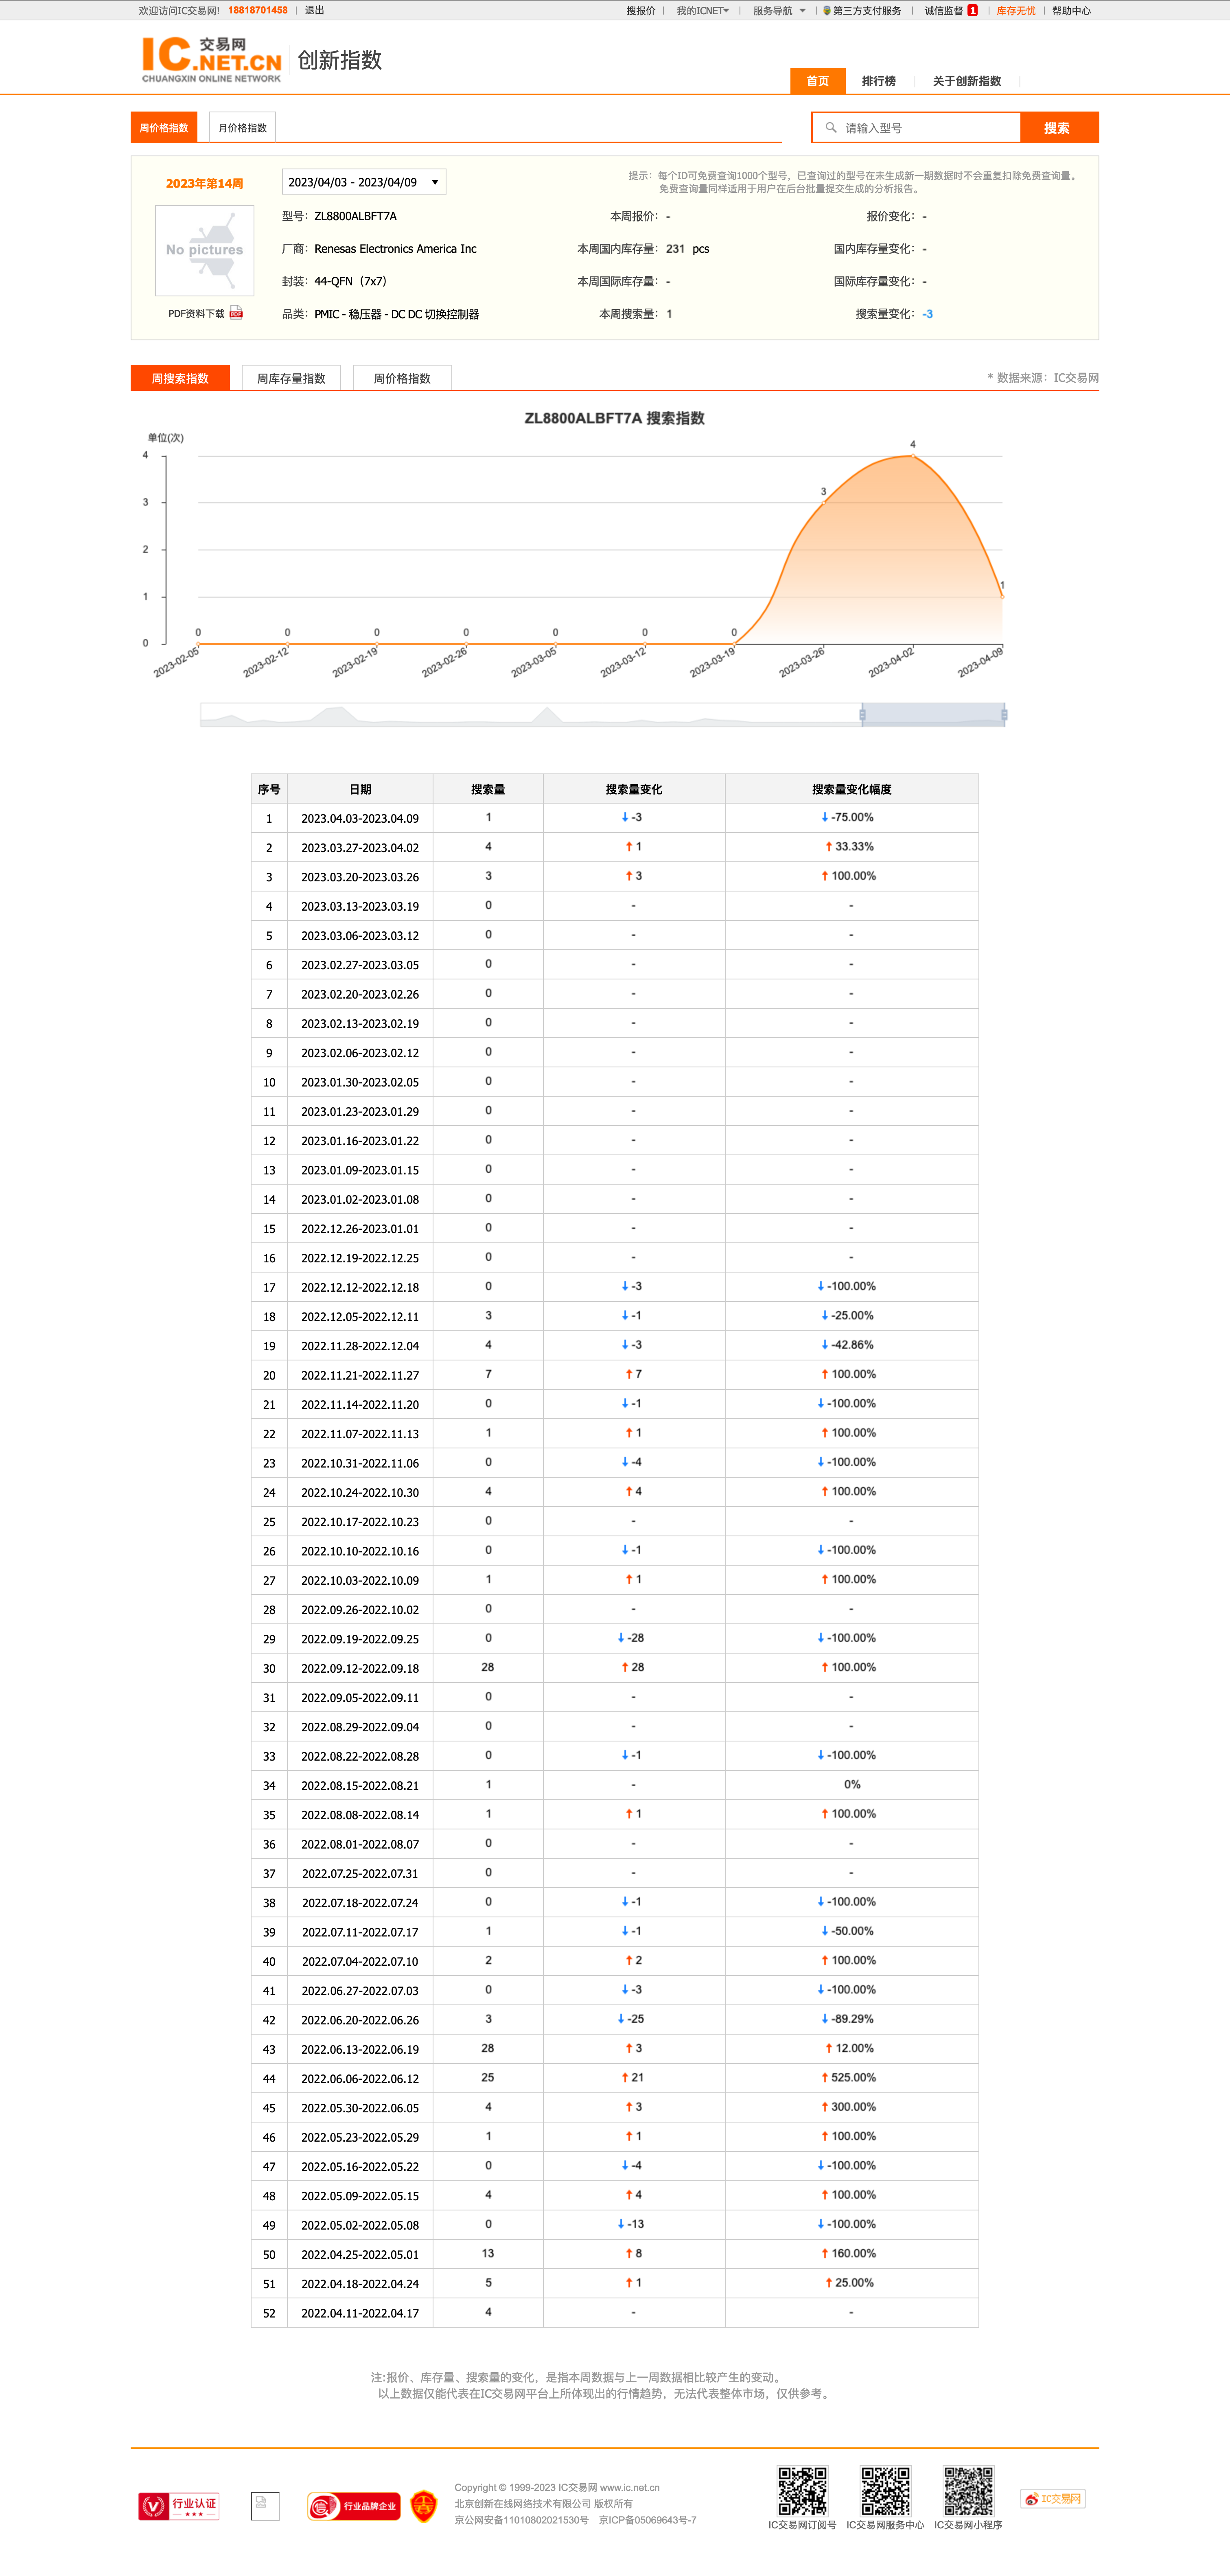 欢迎访问IC交易网! 18818701458 | 退出 搜报价 | 我的ICNET | 服务导航 | 第三方支付服务 | 诚信监督 1 | 库存无忧 | 帮助中心
IC交易网 .NET.CN 创新指数
CHUANGXIN ONLINE NETWORK
首页 排行榜 关于创新指数
周价格指数 月价格指数 请输入型号 搜索
2023年第14周 2023/04/03 - 2023/04/09 ▼ 提示：每个ID可免费查询1000个型号，已查询过的型号在未生成新一期数据时不会重复扣除免费查询量。
免费查询量同样适用于用户在后台批量提交生成的分析报告。
No pictures
PDF资料下载 PDF
型号：ZL8800ALBFT7A 本周报价：- 报价变化：-
厂商：Renesas Electronics America Inc 本周国内库存量：231 pcs 国内库存量变化：-
封装：44-QFN（7x7） 本周国际库存量：- 国际库存量变化：-
品类：PMIC - 稳压器 - DC DC 切换控制器 本周搜索量：1 搜索量变化：-3
周搜索指数 周库存量指数 周价格指数 * 数据来源：IC交易网
ZL8800ALBFT7A 搜索指数
单位(次)
4
3
2
1
0
0 0 0 0 0 0 0 3 4 1
2023-02-05 2023-02-12 2023-02-19 2023-02-26 2023-03-05 2023-03-12 2023-03-19 2023-03-26 2023-04-02 2023-04-09
序号 日期 搜索量 搜索量变化 搜索量变化幅度
1 2023.04.03-2023.04.09 1 ↓ -3 ↓ -75.00%
2 2023.03.27-2023.04.02 4 ↑ 1 ↑ 33.33%
3 2023.03.20-2023.03.26 3 ↑ 3 ↑ 100.00%
4 2023.03.13-2023.03.19 0 - -
5 2023.03.06-2023.03.12 0 - -
6 2023.02.27-2023.03.05 0 - -
7 2023.02.20-2023.02.26 0 - -
8 2023.02.13-2023.02.19 0 - -
9 2023.02.06-2023.02.12 0 - -
10 2023.01.30-2023.02.05 0 - -
11 2023.01.23-2023.01.29 0 - -
12 2023.01.16-2023.01.22 0 - -
13 2023.01.09-2023.01.15 0 - -
14 2023.01.02-2023.01.08 0 - -
15 2022.12.26-2023.01.01 0 - -
16 2022.12.19-2022.12.25 0 - -
17 2022.12.12-2022.12.18 0 ↓ -3 ↓ -100.00%
18 2022.12.05-2022.12.11 3 ↓ -1 ↓ -25.00%
19 2022.11.28-2022.12.04 4 ↓ -3 ↓ -42.86%
20 2022.11.21-2022.11.27 7 ↑ 7 ↑ 100.00%
21 2022.11.14-2022.11.20 0 ↓ -1 ↓ -100.00%
22 2022.11.07-2022.11.13 1 ↑ 1 ↑ 100.00%
23 2022.10.31-2022.11.06 0 ↓ -4 ↓ -100.00%
24 2022.10.24-2022.10.30 4 ↑ 4 ↑ 100.00%
25 2022.10.17-2022.10.23 0 - -
26 2022.10.10-2022.10.16 0 ↓ -1 ↓ -100.00%
27 2022.10.03-2022.10.09 1 ↑ 1 ↑ 100.00%
28 2022.09.26-2022.10.02 0 - -
29 2022.09.19-2022.09.25 0 ↓ -28 ↓ -100.00%
30 2022.09.12-2022.09.18 28 ↑ 28 ↑ 100.00%
31 2022.09.05-2022.09.11 0 - -
32 2022.08.29-2022.09.04 0 - -
33 2022.08.22-2022.08.28 0 ↓ -1 ↓ -100.00%
34 2022.08.15-2022.08.21 1 - 0%
35 2022.08.08-2022.08.14 1 ↑ 1 ↑ 100.00%
36 2022.08.01-2022.08.07 0 - -
37 2022.07.25-2022.07.31 0 - -
38 2022.07.18-2022.07.24 0 ↓ -1 ↓ -100.00%
39 2022.07.11-2022.07.17 1 ↓ -1 ↓ -50.00%
40 2022.07.04-2022.07.10 2 ↑ 2 ↑ 100.00%
41 2022.06.27-2022.07.03 0 ↓ -3 ↓ -100.00%
42 2022.06.20-2022.06.26 3 ↓ -25 ↓ -89.29%
43 2022.06.13-2022.06.19 28 ↑ 3 ↑ 12.00%
44 2022.06.06-2022.06.12 25 ↑ 21 ↑ 525.00%
45 2022.05.30-2022.06.05 4 ↑ 3 ↑ 300.00%
46 2022.05.23-2022.05.29 1 ↑ 1 ↑ 100.00%
47 2022.05.16-2022.05.22 0 ↓ -4 ↓ -100.00%
48 2022.05.09-2022.05.15 4 ↑ 4 ↑ 100.00%
49 2022.05.02-2022.05.08 0 ↓ -13 ↓ -100.00%
50 2022.04.25-2022.05.01 13 ↑ 8 ↑ 160.00%
51 2022.04.18-2022.04.24 5 ↑ 1 ↑ 25.00%
52 2022.04.11-2022.04.17 4 - -
注:报价、库存量、搜索量的变化，是指本周数据与上一周数据相比较产生的变动。
以上数据仅能代表在IC交易网平台上所体现出的行情趋势，无法代表整体市场，仅供参考。
行业认证 行业品牌企业
Copyright © 1999-2023 IC交易网 www.ic.net.cn
北京创新在线网络技术有限公司 版权所有
京公网安备11010802021530号 京ICP备05069643号-7
IC交易网订阅号 IC交易网服务中心 IC交易网小程序
IC交易网